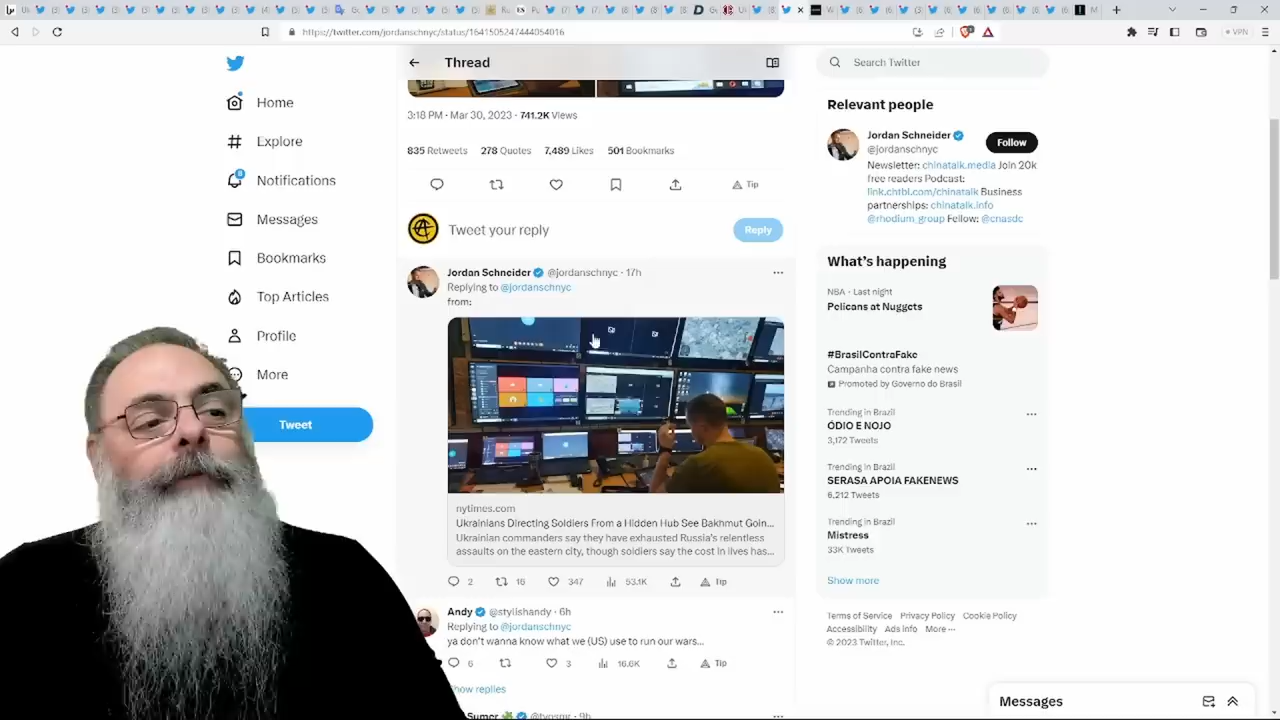 https://twitter.com/jordanschnyc/status/1641505247444054016
VPN
Home
Explore
8
Notifications
Messages
Bookmarks
Top Articles
Profile
More
Tweet
Thread
3:18 PM · Mar 30, 2023 · 741.2K Views
835 Retweets 278 Quotes 7,489 Likes 501 Bookmarks
Tip
Tweet your reply
Reply
Jordan Schneider @jordanschnyc · 17h
Replying to @jordanschnyc
from:
nytimes.com
Ukrainians Directing Soldiers From a Hidden Hub See Bakhmut Goin...
Ukrainian commanders say they have exhausted Russia's relentless
assaults on the eastern city, though soldiers say the cost in lives has...
2 16 347 53.1K Tip
Andy @stylishandy · 6h
Replying to @jordanschnyc
ya don't wanna know what we (US) use to run our wars...
6 3 16.6K Tip
Show replies
Search Twitter
Relevant people
Jordan Schneider
@jordanschnyc
Follow
Newsletter: chinatalk.media Join 20k
free readers Podcast:
link.chtbl.com/chinatalk Business
partnerships: chinatalk.info
@rhodium_group Fellow: @cnasdc
What's happening
NBA · Last night
Pelicans at Nuggets
#BrasilContraFake
Campanha contra fake news
Promoted by Governo do Brasil
Trending in Brazil
ÓDIO E NOJO
3,172 Tweets
Trending in Brazil
SERASA APOIA FAKENEWS
6,212 Tweets
Trending in Brazil
Mistress
33K Tweets
Show more
Terms of Service Privacy Policy Cookie Policy
Accessibility Ads info More ···
© 2023 Twitter, Inc.
Messages